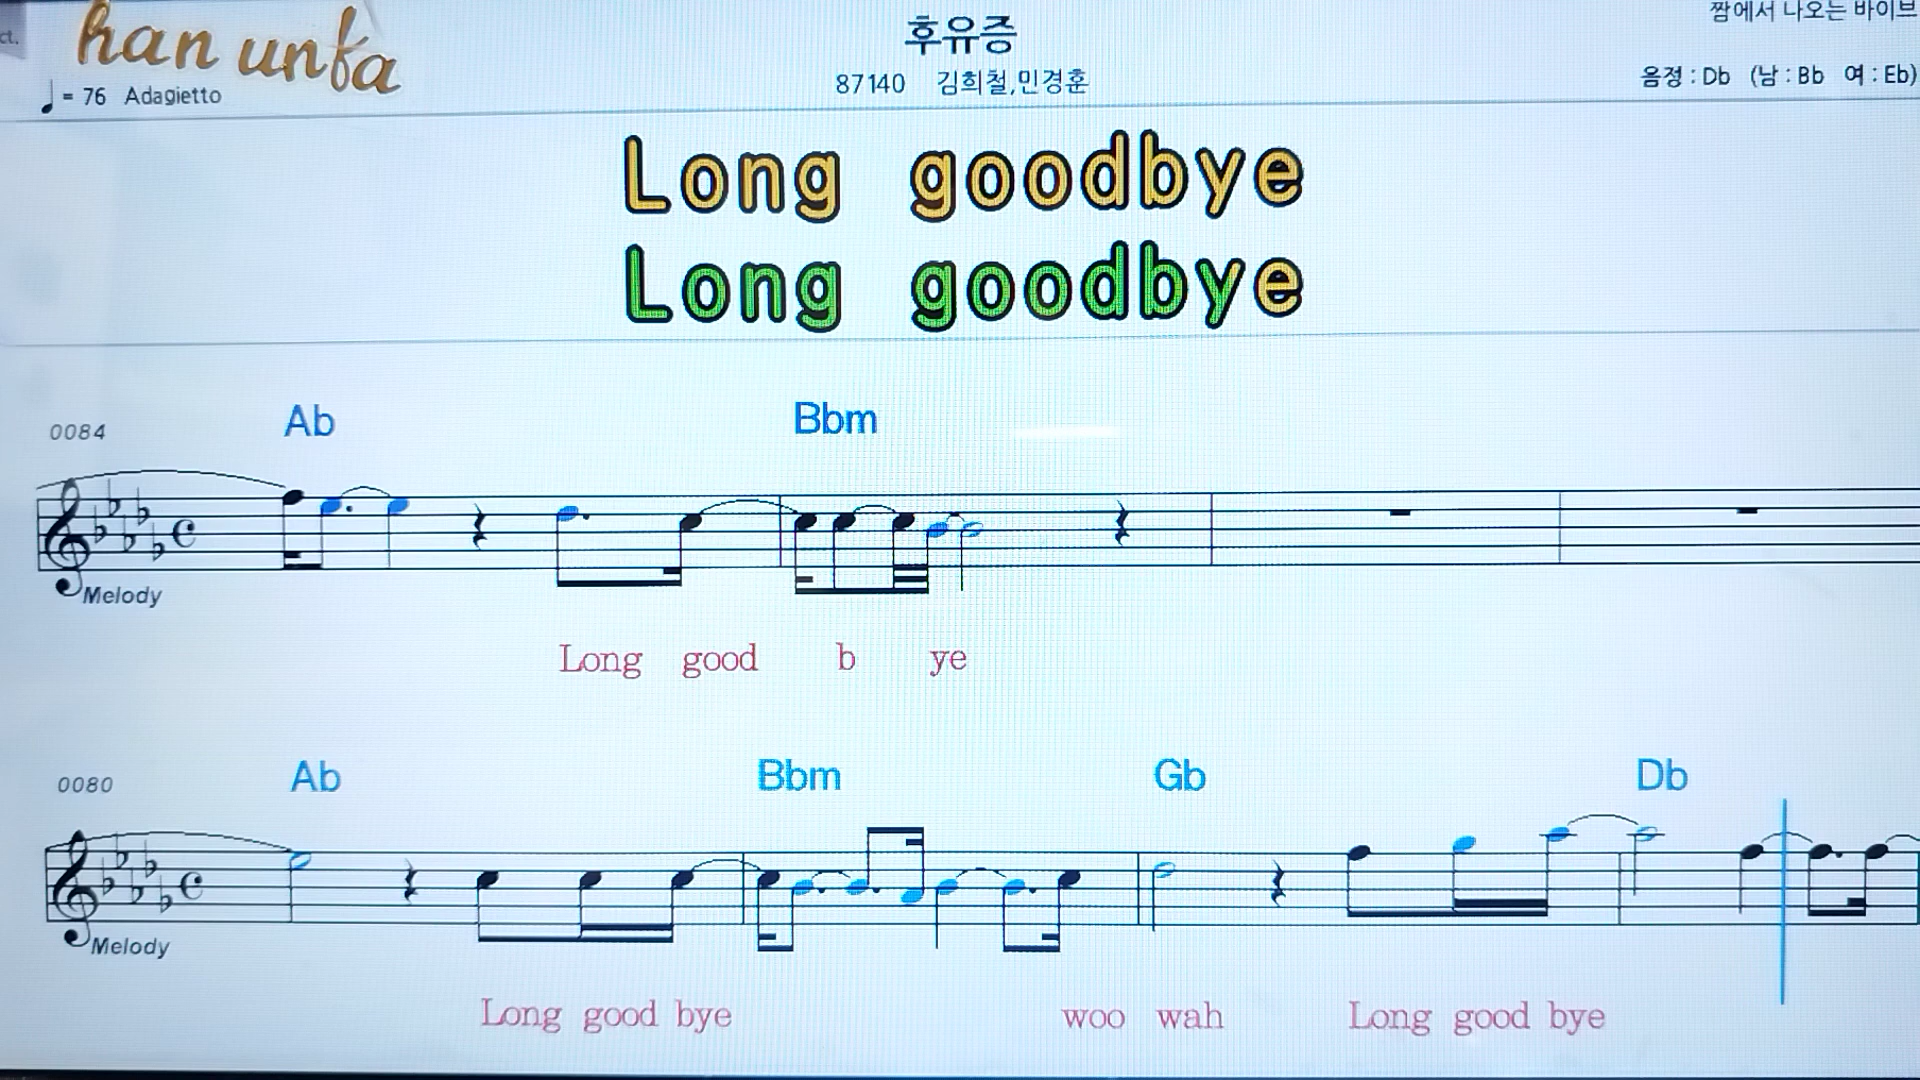 han unfa
ct.
후유증
짬에서 나오는 바이브
♩ = 76 Adagietto
87140 김희철,민경훈
음정 : Db (남 : Bb 여 : Eb)
Long goodbye
Long goodbye
0084 Ab Bbm
Melody
Long good b ye
0080 Ab Bbm Gb Db
Melody
Long good bye woo wah Long good bye